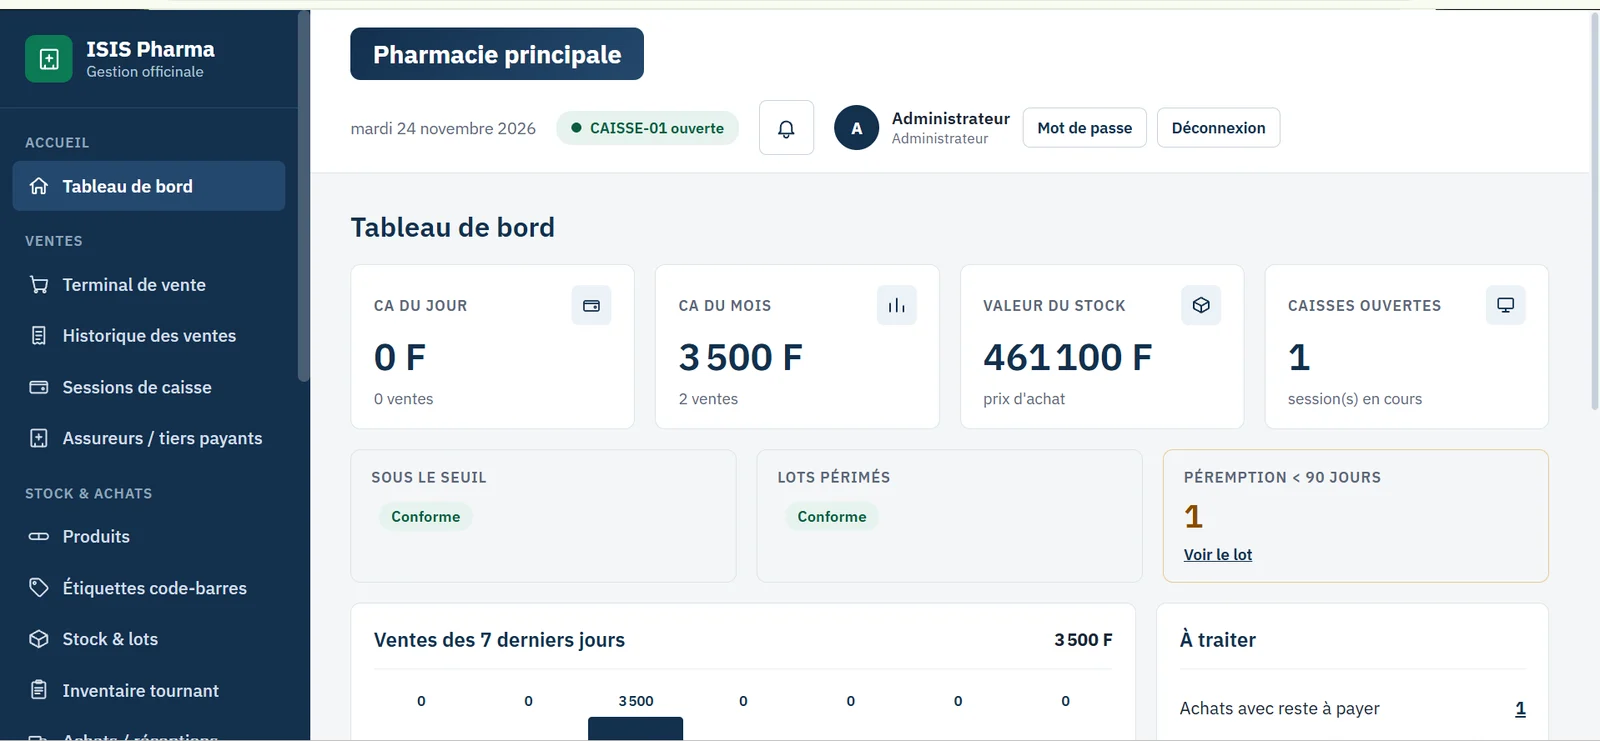 ISIS Pharma
Gestion officinale
ACCUEIL
Tableau de bord
VENTES
Terminal de vente
Historique des ventes
Sessions de caisse
Assureurs / tiers payants
STOCK & ACHATS
Produits
Étiquettes code-barres
Stock & lots
Inventaire tournant
Achats / réceptions
Pharmacie principale
mardi 24 novembre 2026
CAISSE-01 ouverte
A
Administrateur
Administrateur
Mot de passe
Déconnexion
Tableau de bord
CA DU JOUR
0 F
0 ventes
CA DU MOIS
3 500 F
2 ventes
VALEUR DU STOCK
461 100 F
prix d'achat
CAISSES OUVERTES
1
session(s) en cours
SOUS LE SEUIL
Conforme
LOTS PÉRIMÉS
Conforme
PÉREMPTION < 90 JOURS
1
Voir le lot
Ventes des 7 derniers jours
3 500 F
0 0 3 500 0 0 0 0
À traiter
Achats avec reste à payer 1